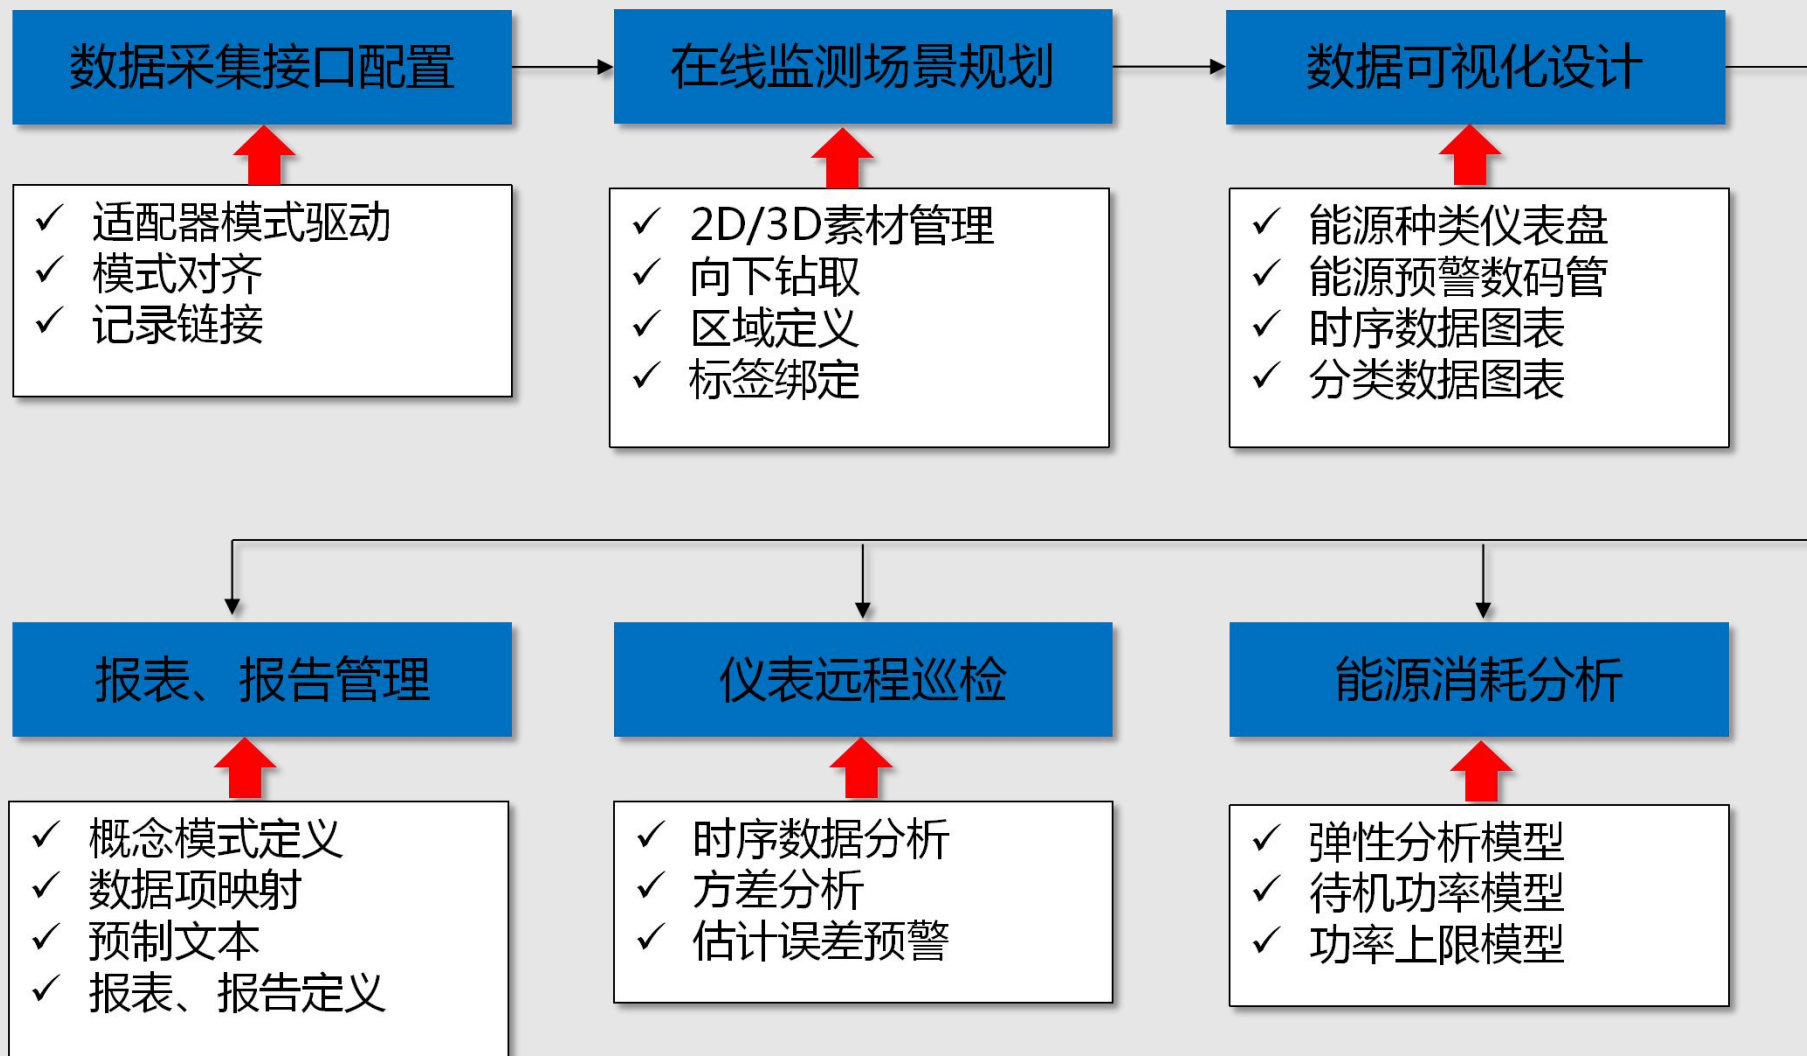 数据采集接口配置
在线监测场景规划
数据可视化设计
适配器模式驱动
模式对齐
记录链接
2D/3D素材管理
向下钻取
区域定义
标签绑定
能源种类仪表盘
能源预警数码管
时序数据图表
分类数据图表
报表、报告管理
仪表远程巡检
能源消耗分析
概念模式定义
数据项映射
预制文本
报表、报告定义
时序数据分析
方差分析
估计误差预警
弹性分析模型
待机功率模型
功率上限模型